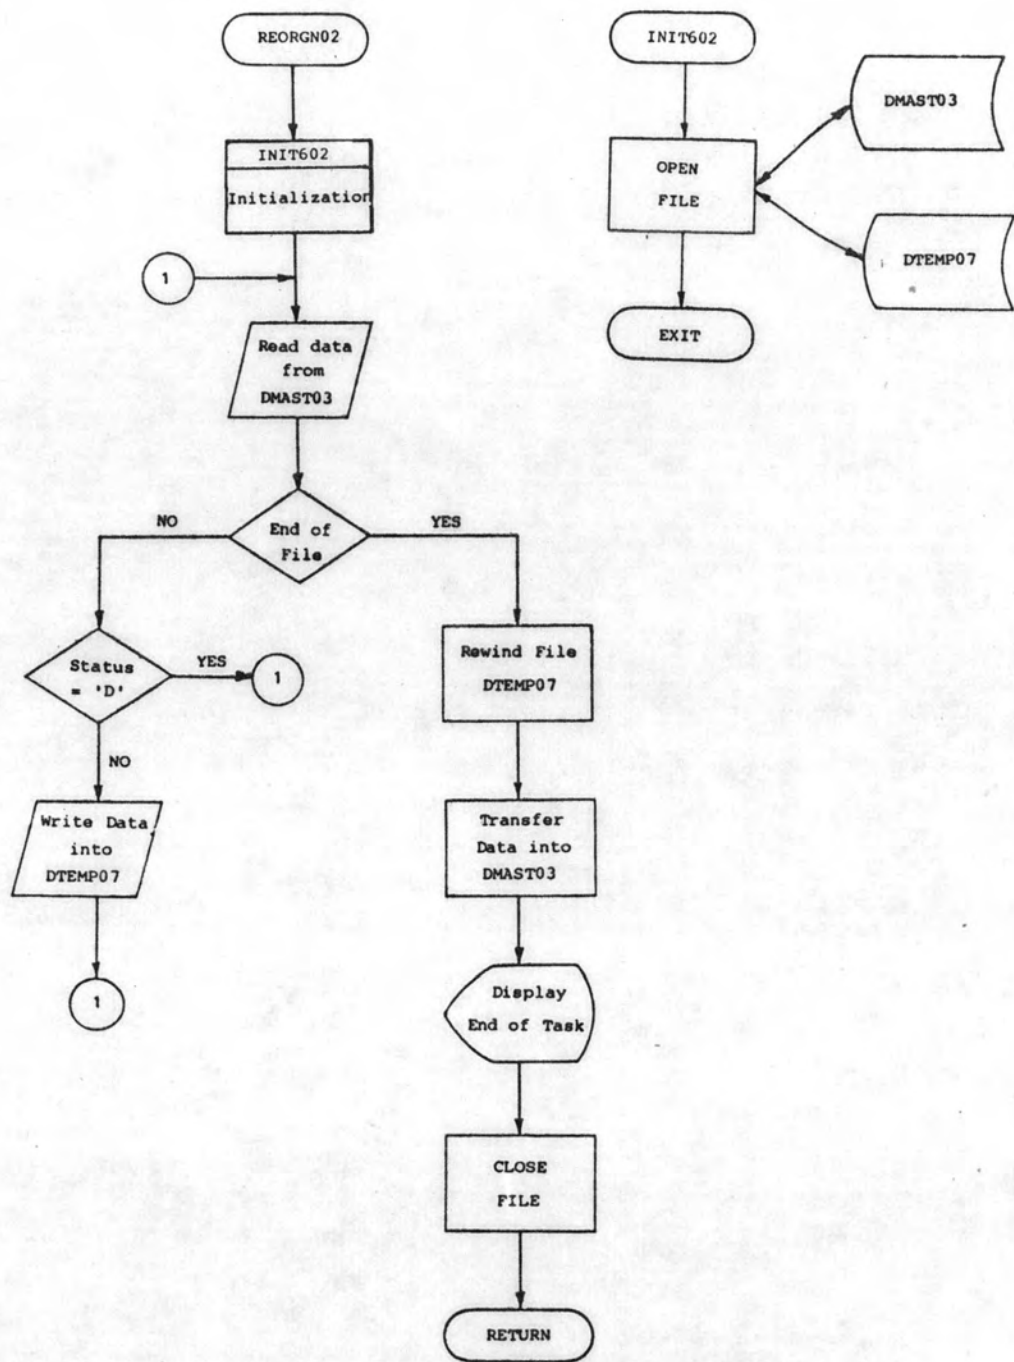 REORGN02
INIT602
Initialization
1
Read data
from
DMAST03
End of
File
NO
YES
Status
= 'D'
YES
1
NO
Write Data
into
DTEMP07
1
Rewind File
DTEMP07
Transfer
Data into
DMAST03
Display
End of Task
CLOSE
FILE
RETURN
INIT602
OPEN
FILE
DMAST03
DTEMP07
EXIT